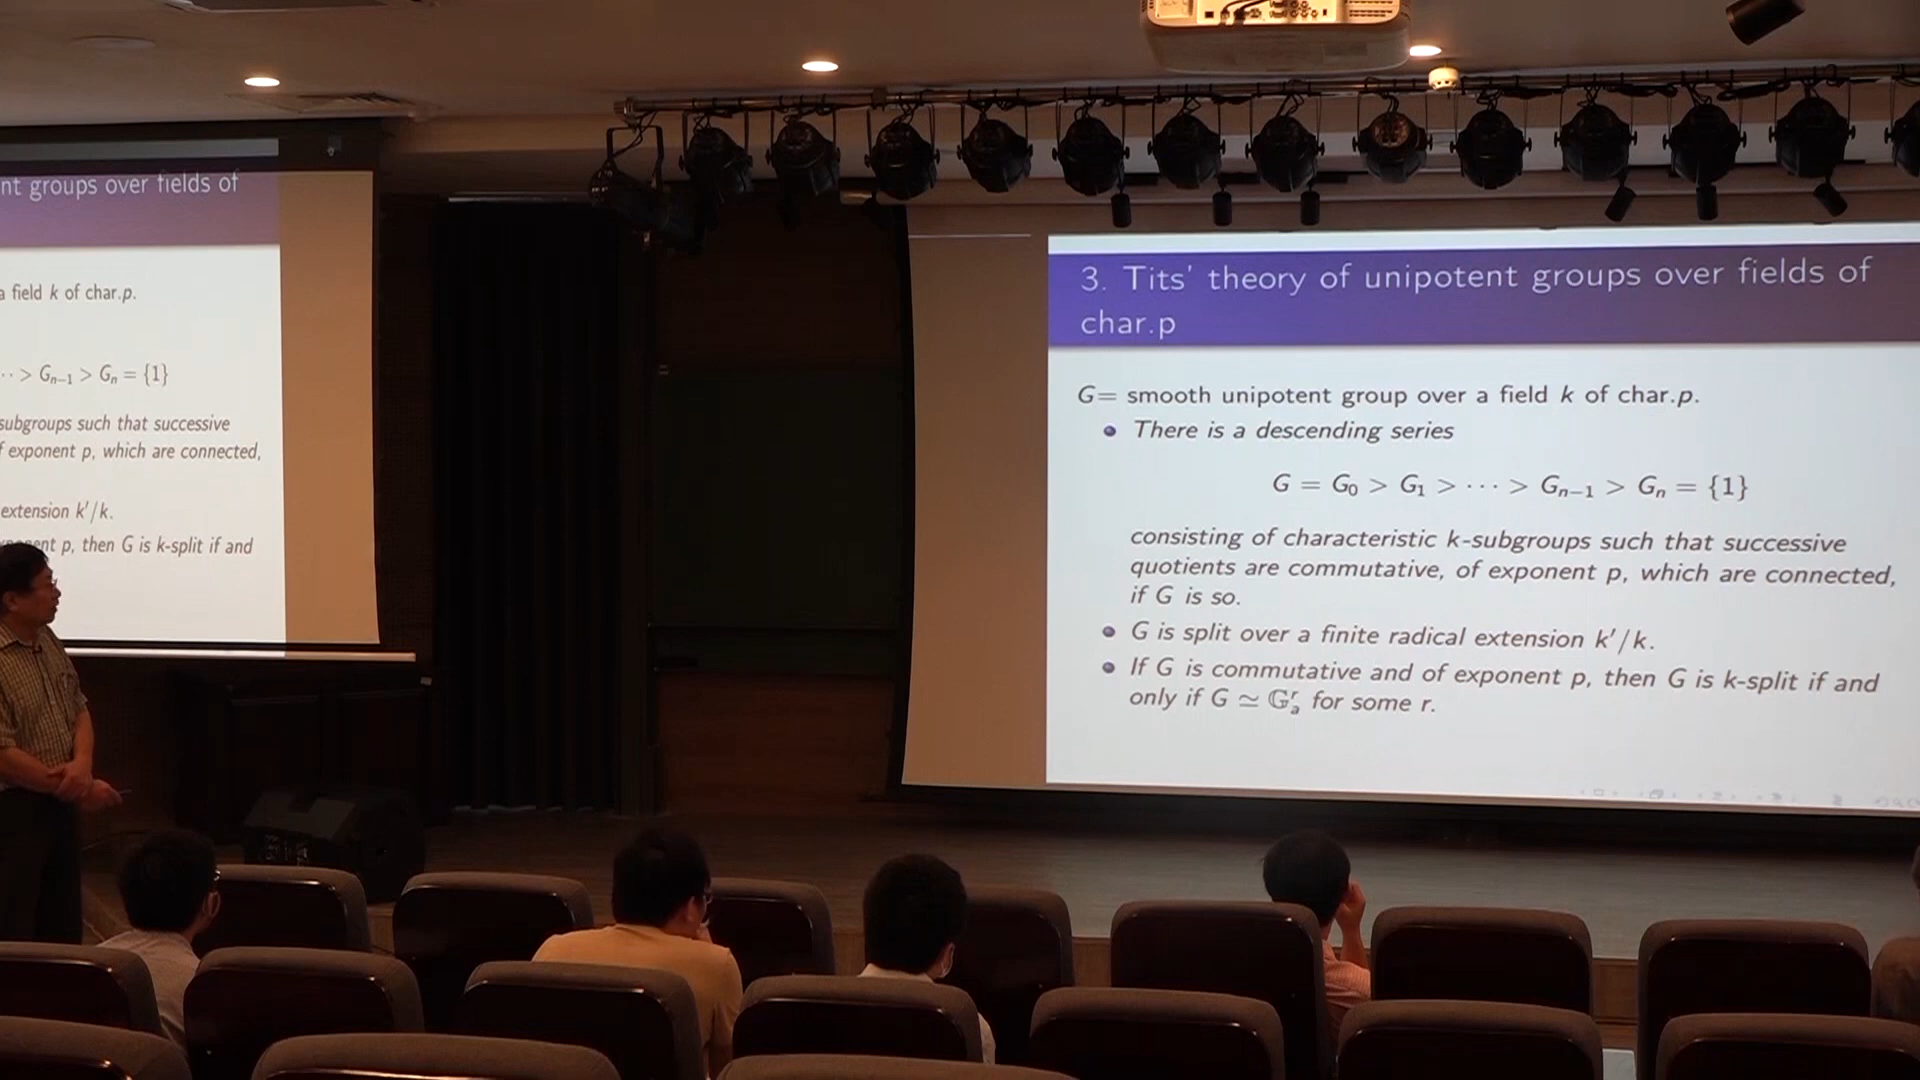 nt groups over fields of
a field k of char.p.
··· > Gₙ₋₁ > Gₙ = {1}
subgroups such that successive
f exponent p, which are connected,
extension k′/k.
ent p, then G is k-split if and
3. Tits' theory of unipotent groups over fields of
char.p
G= smooth unipotent group over a field k of char.p.
There is a descending series
G = G₀ > G₁ > ··· > Gₙ₋₁ > Gₙ = {1}
consisting of characteristic k-subgroups such that successive
quotients are commutative, of exponent p, which are connected,
if G is so.
G is split over a finite radical extension k′/k.
If G is commutative and of exponent p, then G is k-split if and
only if G ≃ 𝔾ₐʳ for some r.